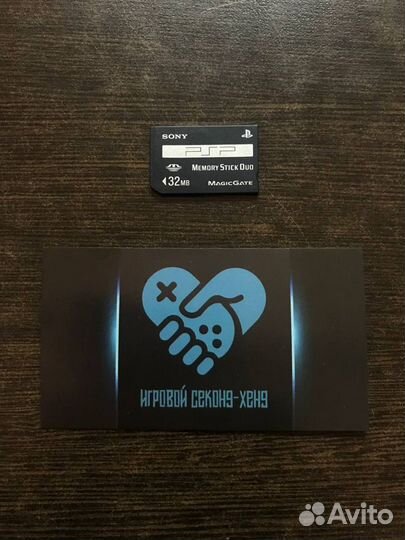 SONY
PSP
MEMORY STICK DUO
32MB
MAGICGATE
ИГРОВОЙ СЕКОНД-ХЕНД
Avito